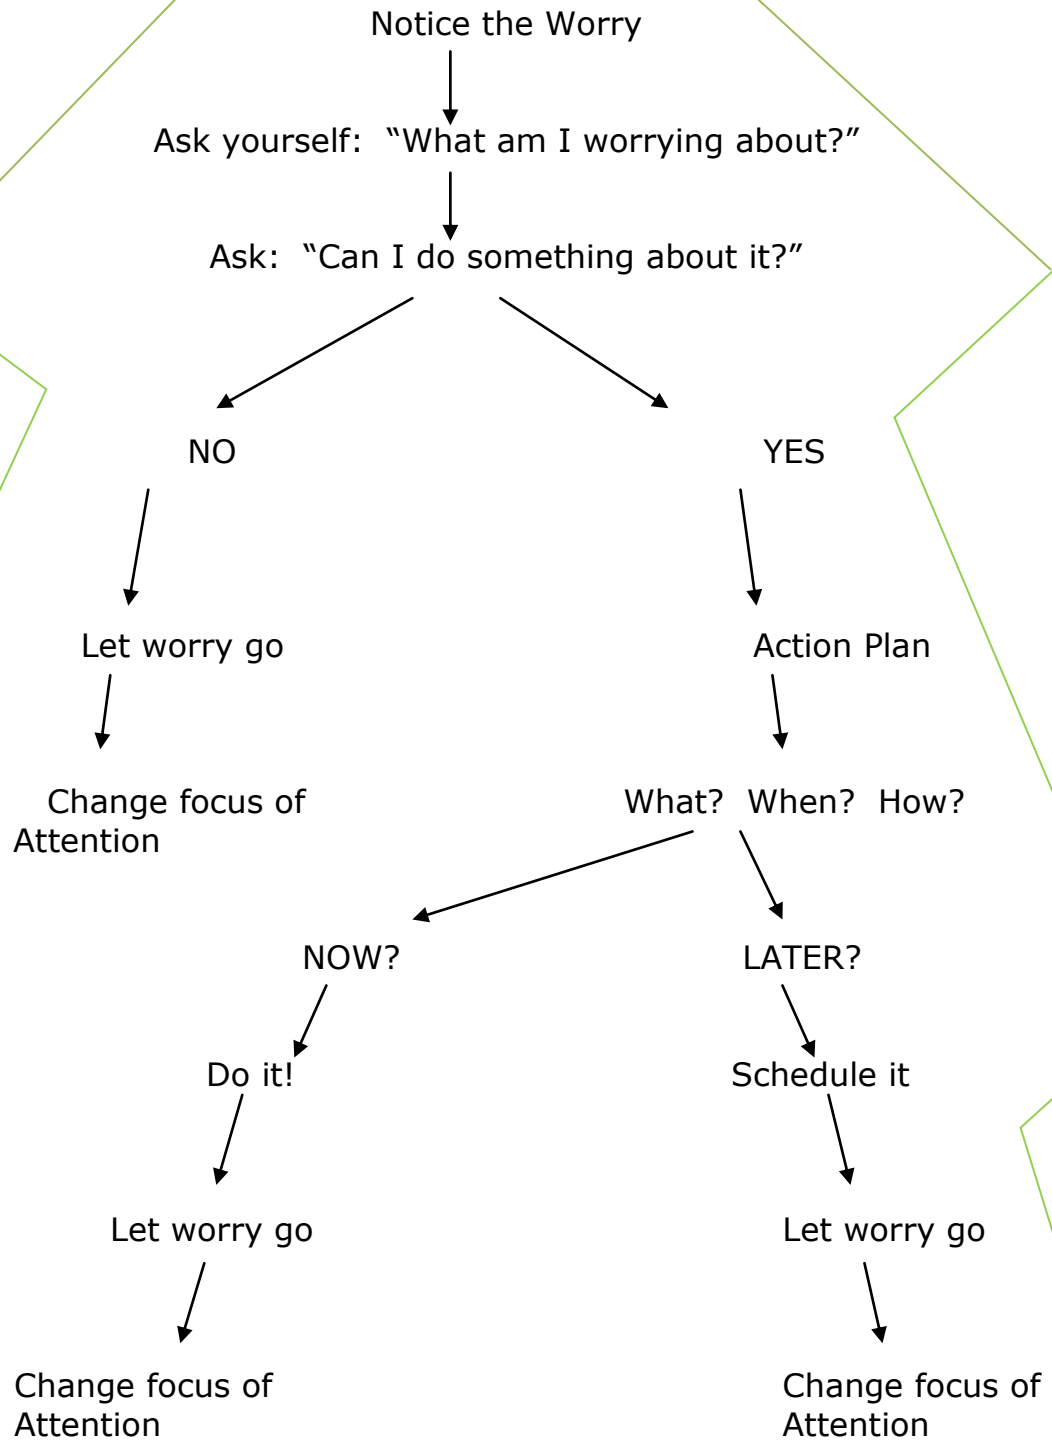 Notice the Worry
Ask yourself:  “What am I worrying about?”
Ask:  “Can I do something about it?”
NO
YES
Let worry go
Action Plan
Change focus of
Attention
What?  When?  How?
NOW?
LATER?
Do it!
Schedule it
Let worry go
Let worry go
Change focus of
Attention
Change focus of
Attention